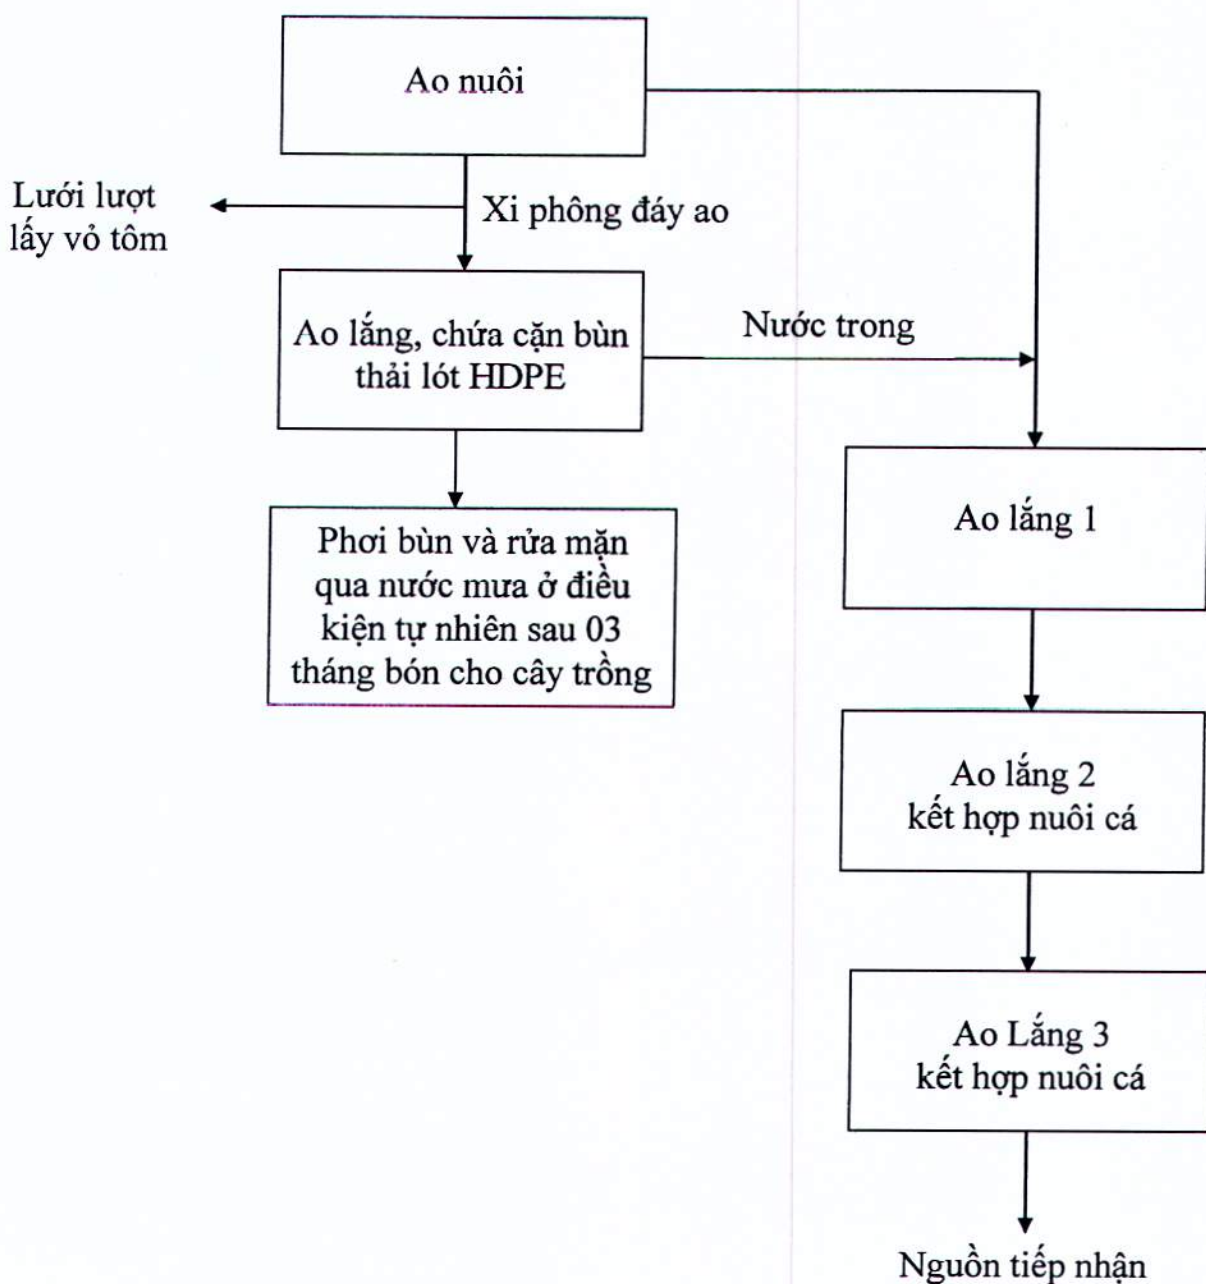 Ao nuôi
Lưới lượt
lấy vỏ tôm
Xi phông đáy ao
Ao lắng, chứa cặn bùn
thải lót HDPE
Nước trong
Phơi bùn và rửa mặn
qua nước mưa ở điều
kiện tự nhiên sau 03
tháng bón cho cây trồng
Ao lắng 1
Ao lắng 2
kết hợp nuôi cá
Ao Lắng 3
kết hợp nuôi cá
Nguồn tiếp nhận